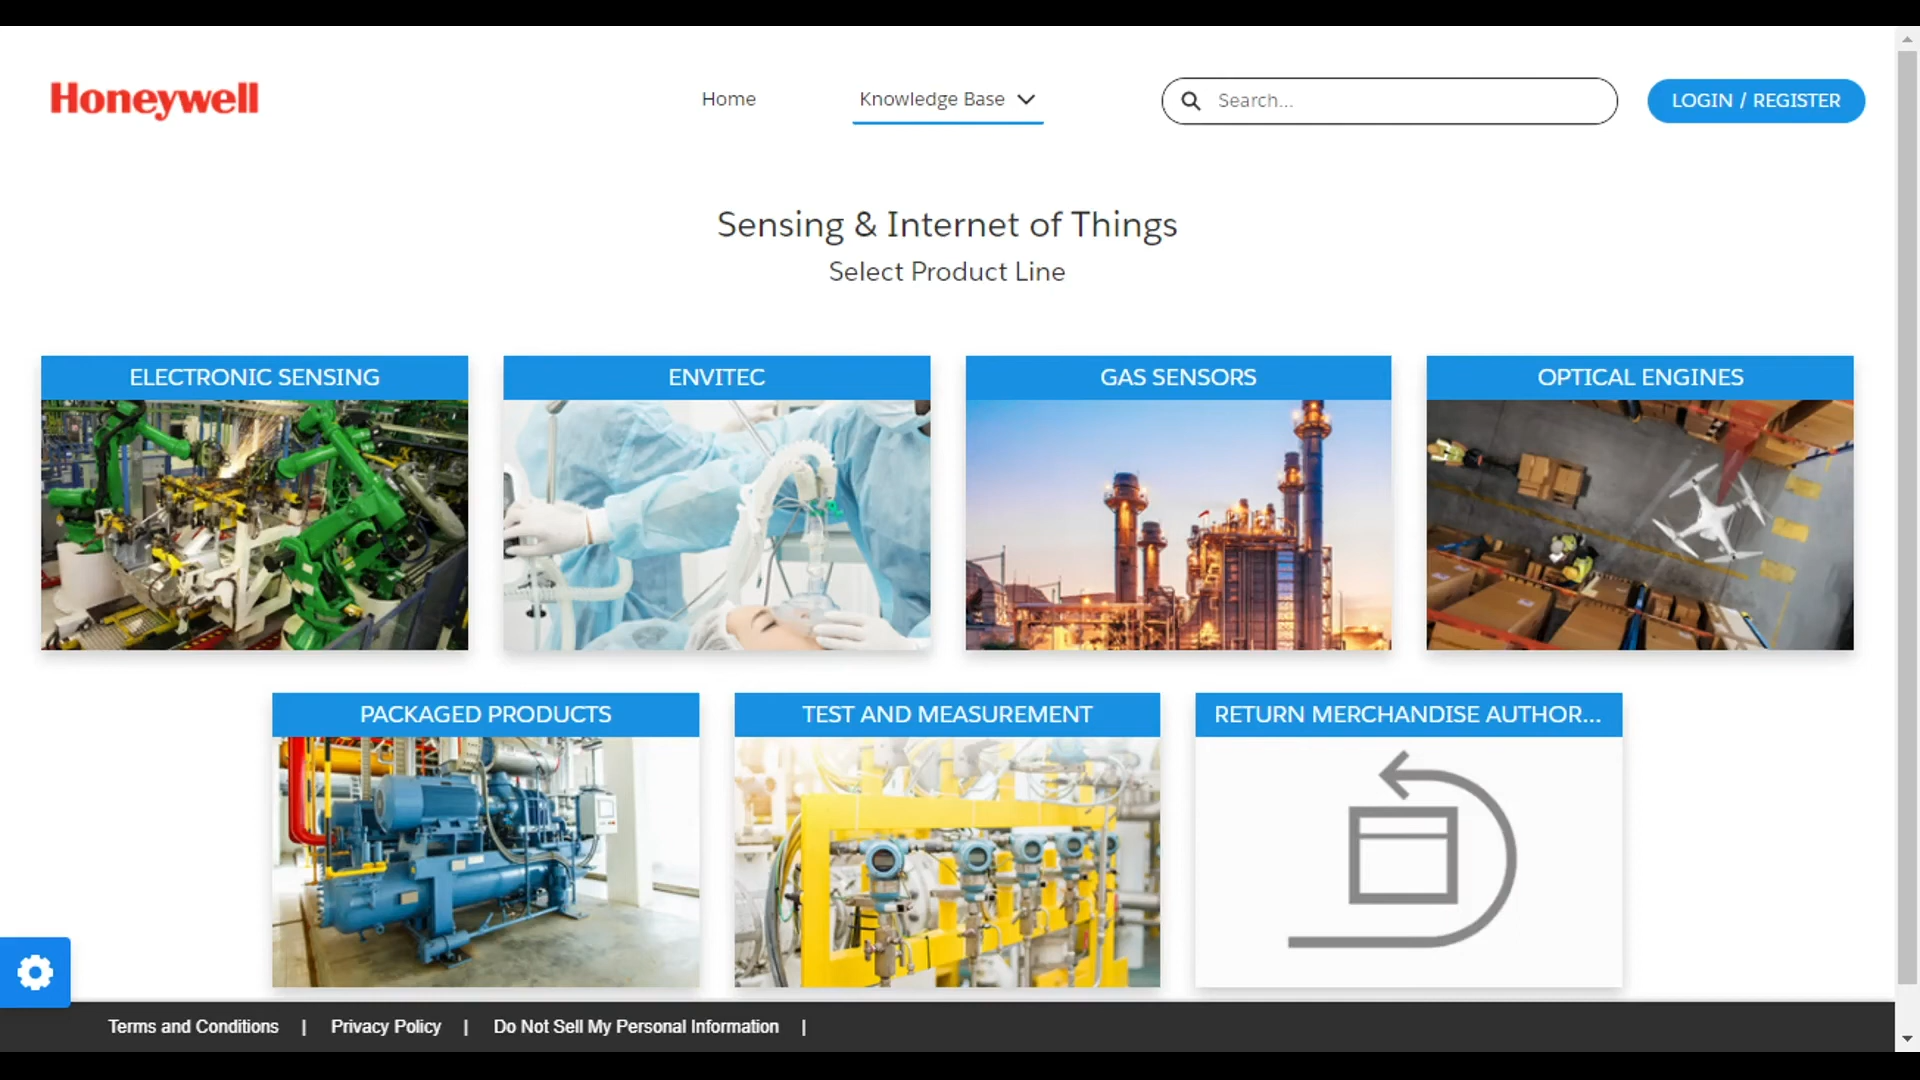 Honeywell
Home
Knowledge Base
Search...
LOGIN / REGISTER
Sensing & Internet of Things
Select Product Line
ELECTRONIC SENSING
ENVITEC
GAS SENSORS
OPTICAL ENGINES
PACKAGED PRODUCTS
TEST AND MEASUREMENT
RETURN MERCHANDISE AUTHOR...
Terms and Conditions | Privacy Policy | Do Not Sell My Personal Information |